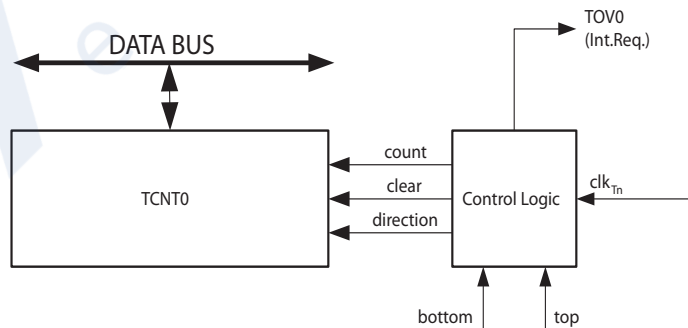 TOV0
(Int.Req.)
DATA BUS
count
clear
direction
TCNT0
Control Logic
clkTn
bottom
top